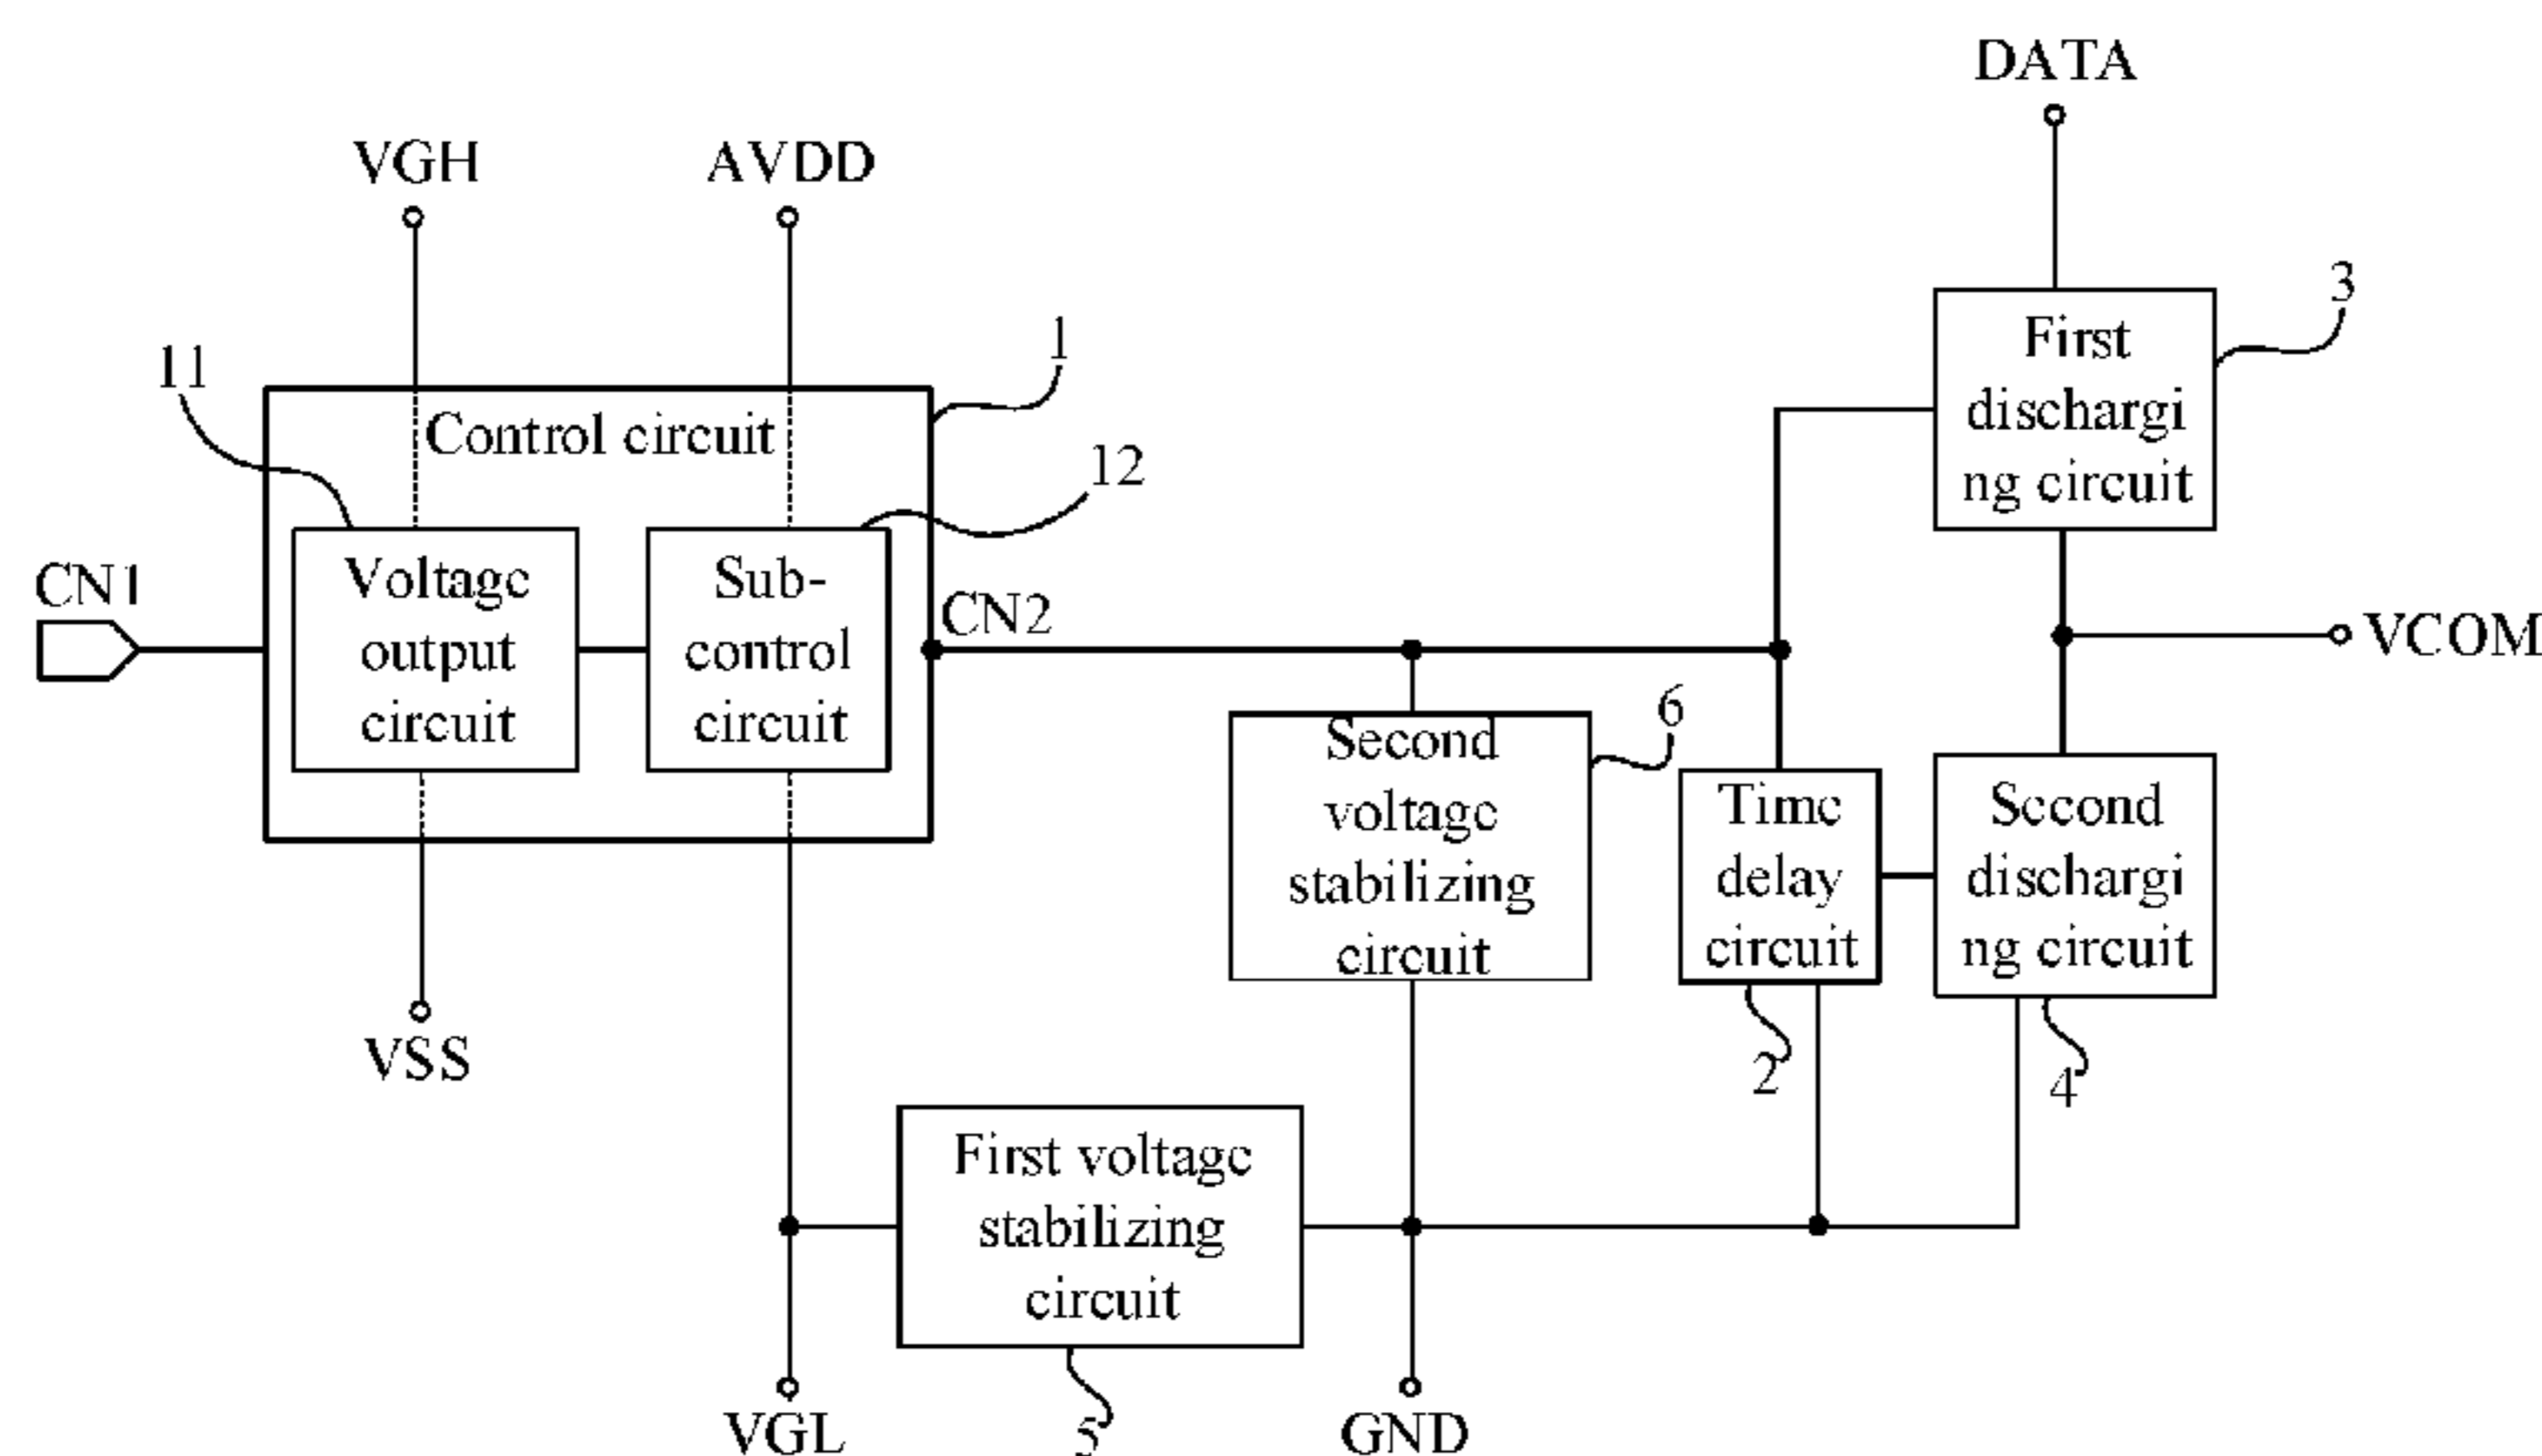 DATA
VGH
AVDD
3
1
11
First
dischargi
ng circuit
Control circuit
12
CN1
Voltage
output
circuit
Sub-
control
circuit
CN2
VCOM
6
Second
voltage
stabilizing
circuit
Time
delay
circuit
Second
dischargi
ng circuit
VSS
2
4
First voltage
stabilizing
circuit
VGL
5
GND